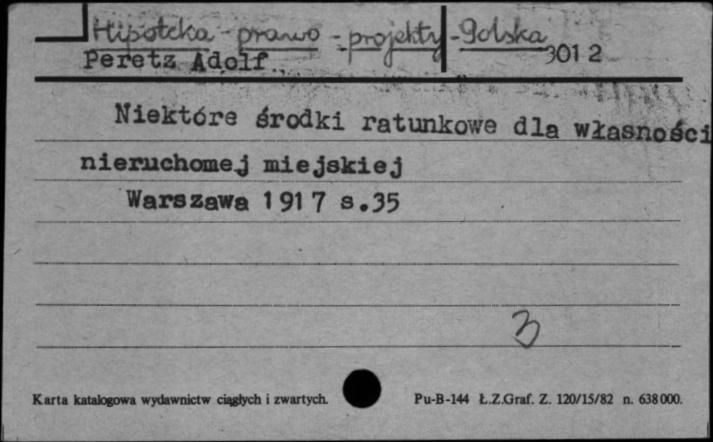 Hipoteka - prawo - projekty - Polska
Peretz Adolf 3012
Niektóre środki ratunkowe dla własności
nieruchomej miejskiej
Warszawa 1917 s.35
3
Karta katalogowa wydawnictw ciągłych i zwartych. Pu-B-144 Ł.Z.Graf. Z. 120/15/82 n. 638000.